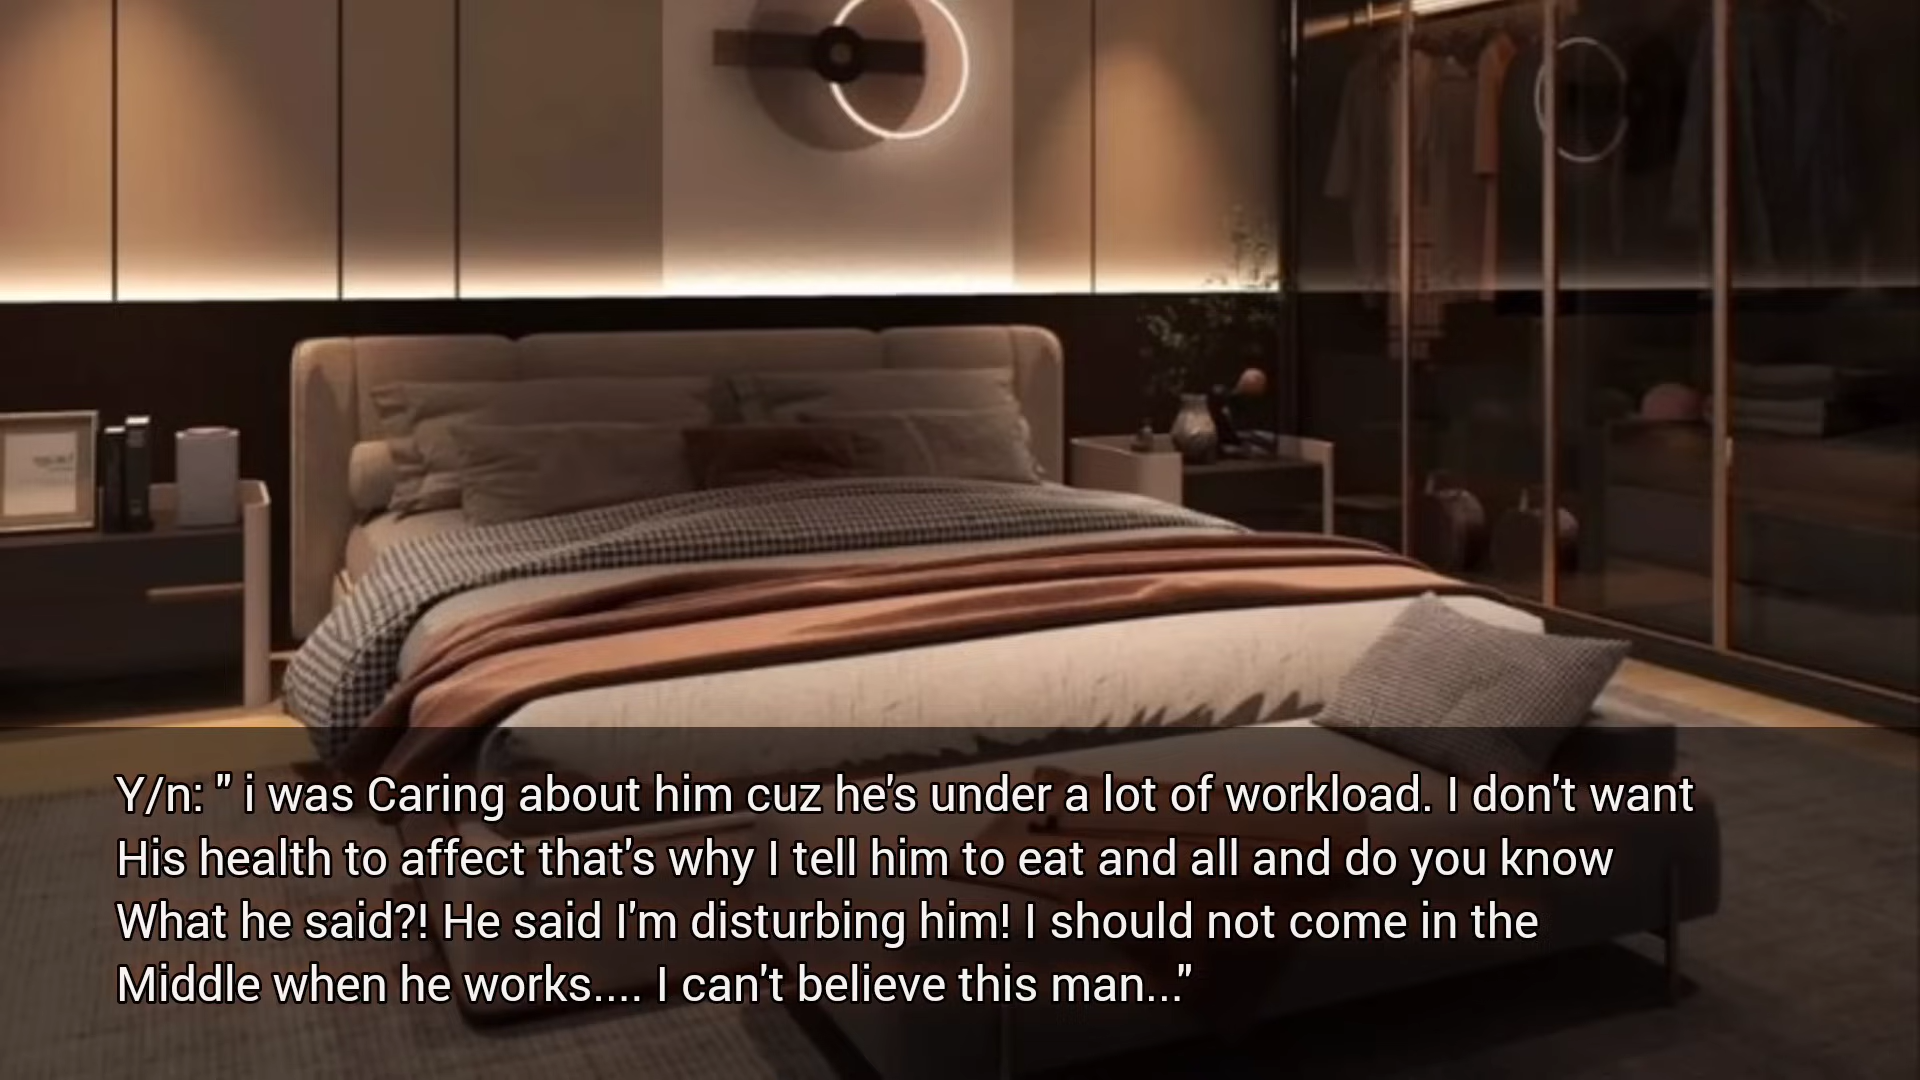 Y/n: " i was Caring about him cuz he's under a lot of workload. I don't want
His health to affect that's why I tell him to eat and all and do you know
What he said?! He said I'm disturbing him! I should not come in the
Middle when he works.... I can't believe this man..."